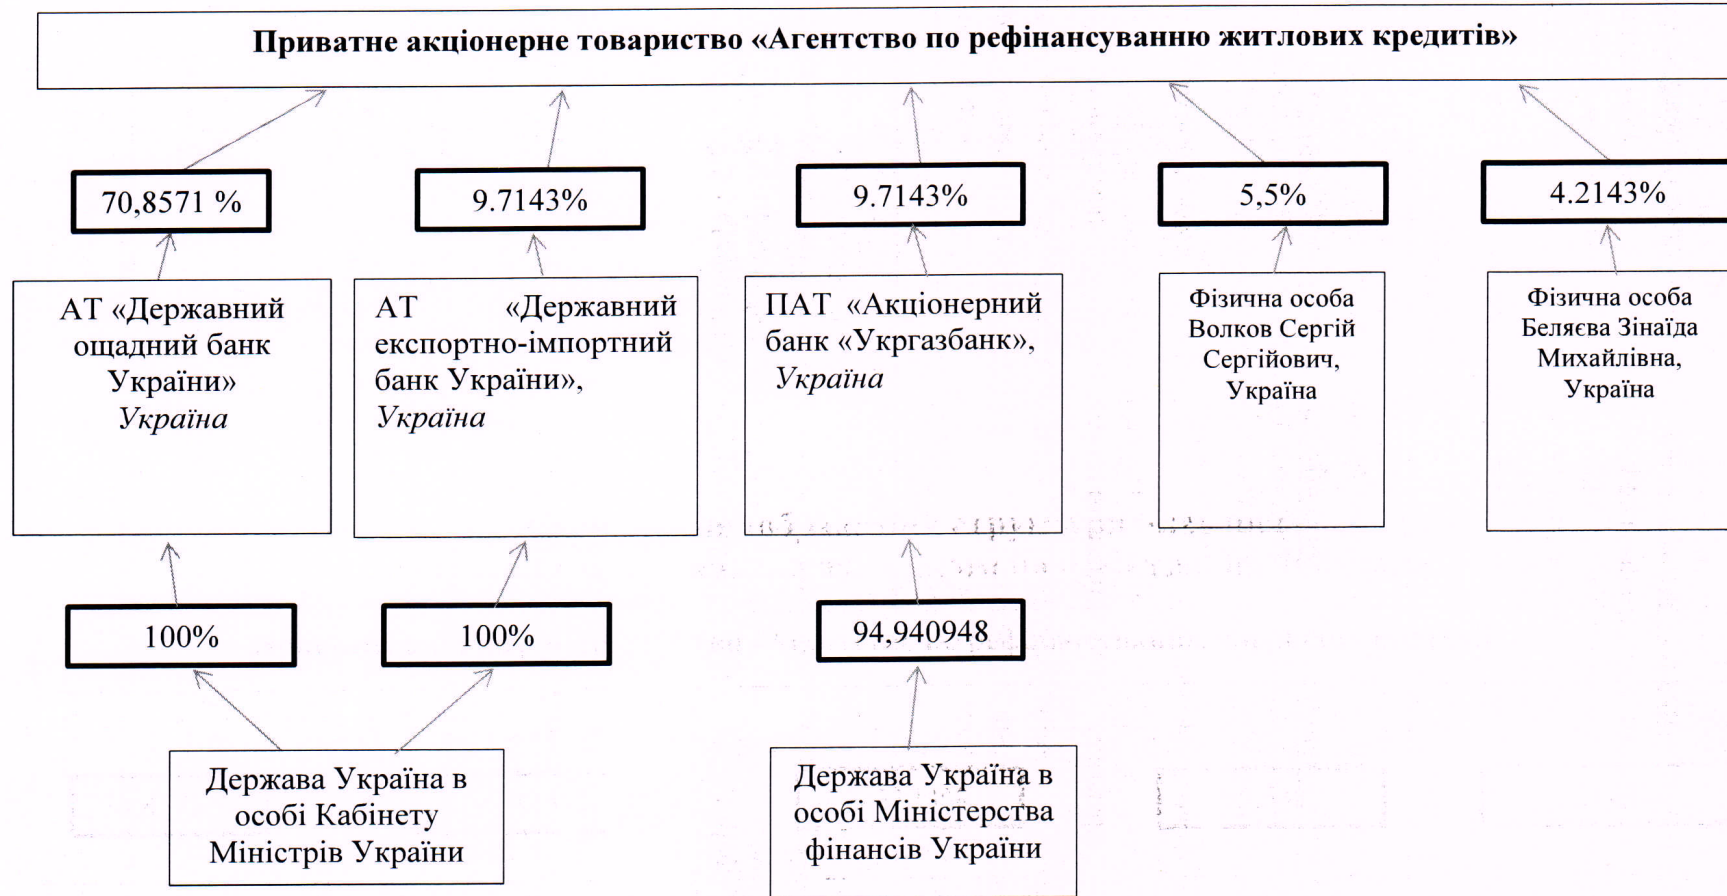 Приватне акціонерне товариство «Агентство по рефінансуванню житлових кредитів»
70,8571 %
9.7143%
9.7143%
5,5%
4.2143%
АТ «Державний
ощадний банк
України»
Україна
АТ «Державний
експортно-імпортний
банк України»,
Україна
ПАТ «Акціонерний
банк «Укргазбанк»,
Україна
Фізична особа
Волков Сергій
Сергійович,
Україна
Фізична особа
Беляєва Зінаїда
Михайлівна,
Україна
100%
100%
94,940948
Держава Україна в
особі Кабінету
Міністрів України
Держава Україна в
особі Міністерства
фінансів України